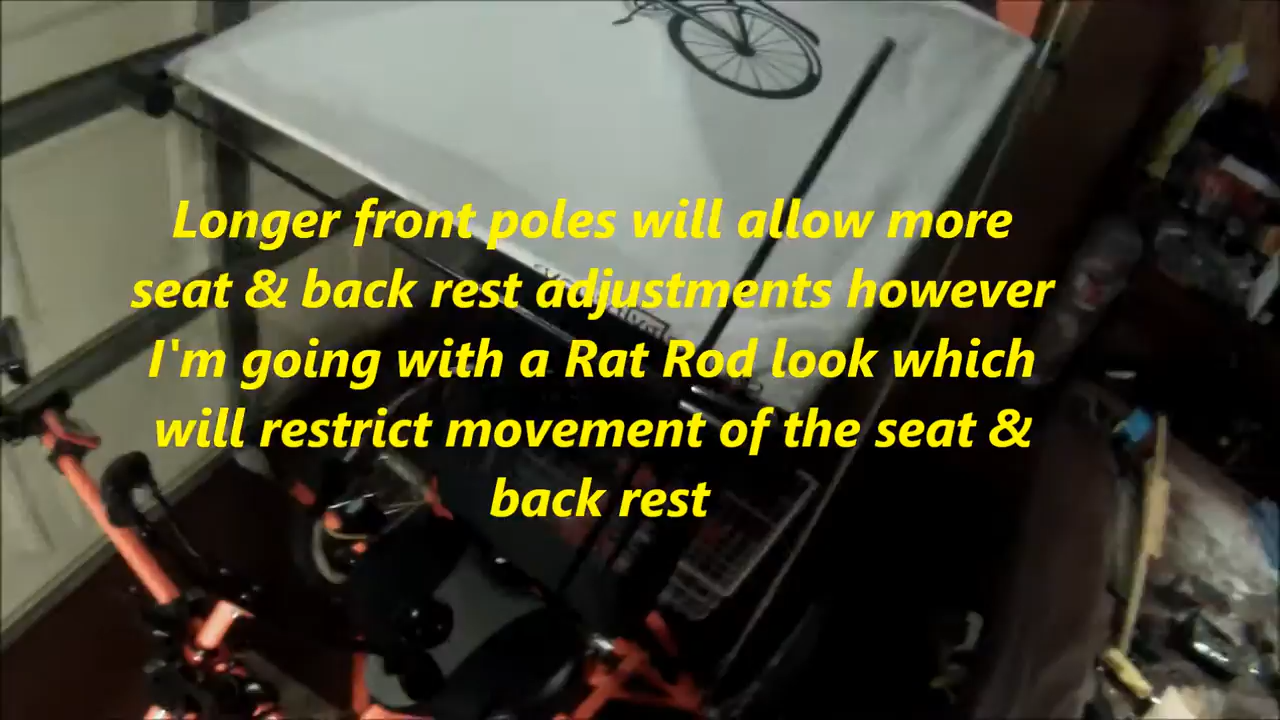 Longer front poles will allow more
seat & back rest adjustments however
I'm going with a Rat Rod look which
will restrict movement of the seat &
back rest